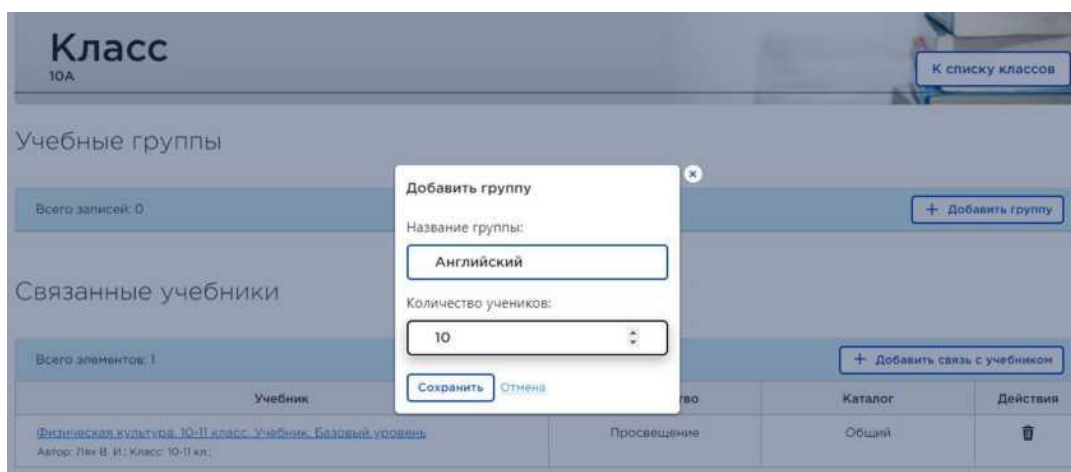 Класс
10А
К списку классов
Учебные группы
Всего записей: 0
+ Добавить группу
Добавить группу
Название группы:
Английский
Количество учеников:
10
Сохранить Отмена
Связанные учебники
Всего элементов: 1
+ Добавить связь с учебником
Учебник
тво
Каталог
Действия
Физическая культура. 10-11 класс. Учебник. Базовый уровень
Просвещение
Общий
Автор: Лях В. И.; Класс: 10-11 кл.;